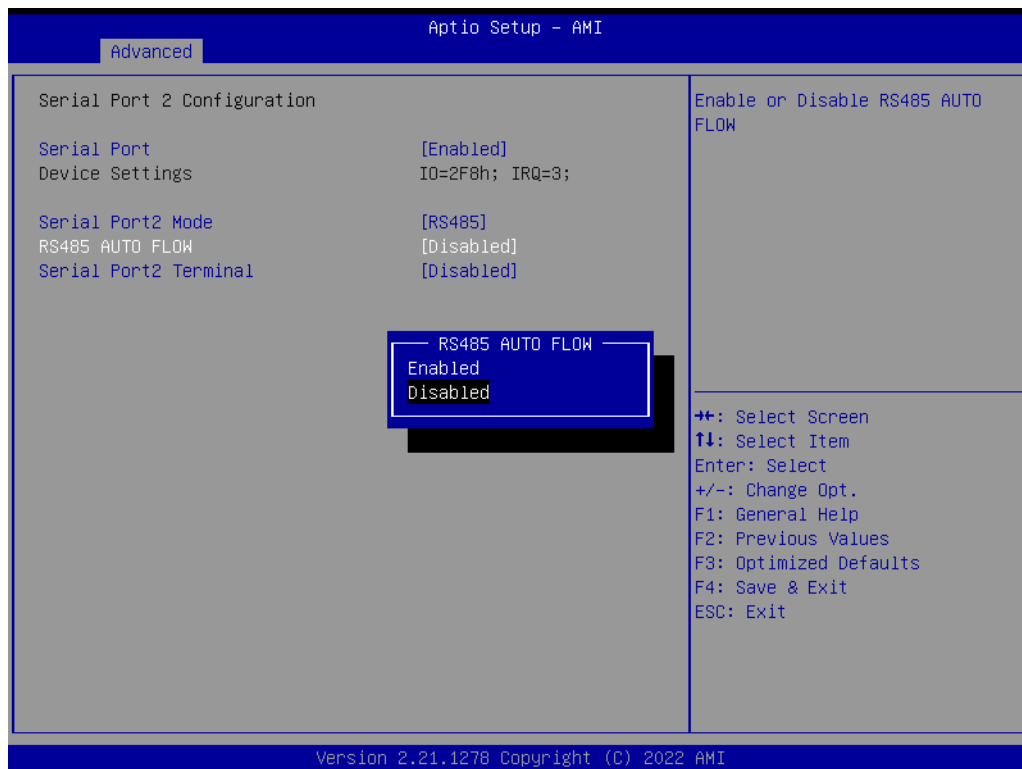 Aptio Setup – AMI
Advanced
Serial Port 2 Configuration
Serial Port [Enabled]
Device Settings IO=2F8h; IRQ=3;
Serial Port2 Mode [RS485]
RS485 AUTO FLOW [Disabled]
Serial Port2 Terminal [Disabled]
RS485 AUTO FLOW
Enabled
Disabled
Enable or Disable RS485 AUTO
FLOW
→←: Select Screen
↑↓: Select Item
Enter: Select
+/-: Change Opt.
F1: General Help
F2: Previous Values
F3: Optimized Defaults
F4: Save & Exit
ESC: Exit
Version 2.21.1278 Copyright (C) 2022 AMI